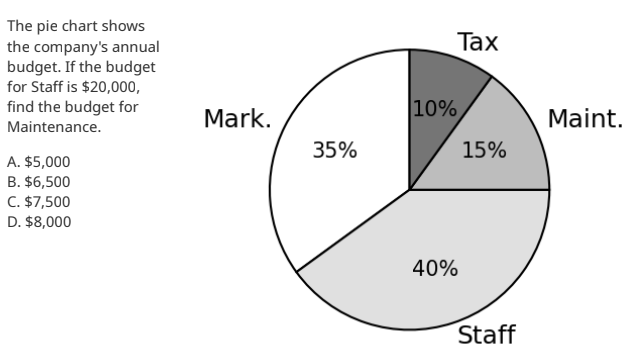 The pie chart shows
the company's annual
budget. If the budget
for Staff is $20,000,
find the budget for
Maintenance.
A. $5,000
B. $6,500
C. $7,500
D. $8,000
Tax
Mark.
Maint.
10%
35%
15%
40%
Staff